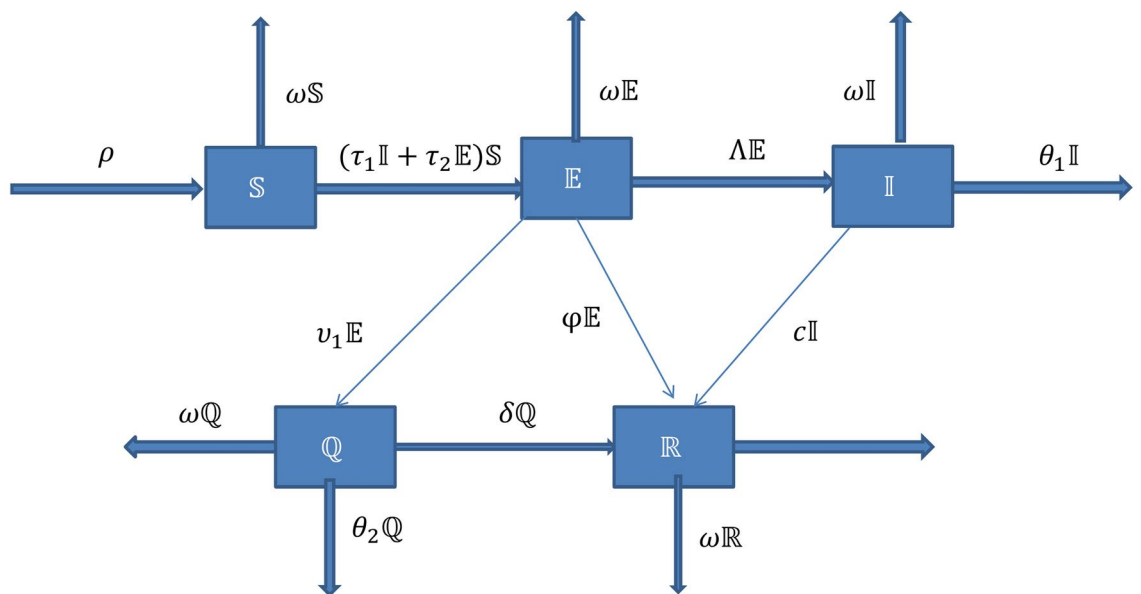 ω𝕊
ω𝔼
ω𝕀
ρ
(τ₁𝕀 + τ₂𝔼)𝕊
Λ𝔼
θ₁𝕀
𝕊
𝔼
𝕀
υ₁𝔼
φ𝔼
c𝕀
ωℚ
δℚ
ℚ
ℝ
θ₂ℚ
ωℝ